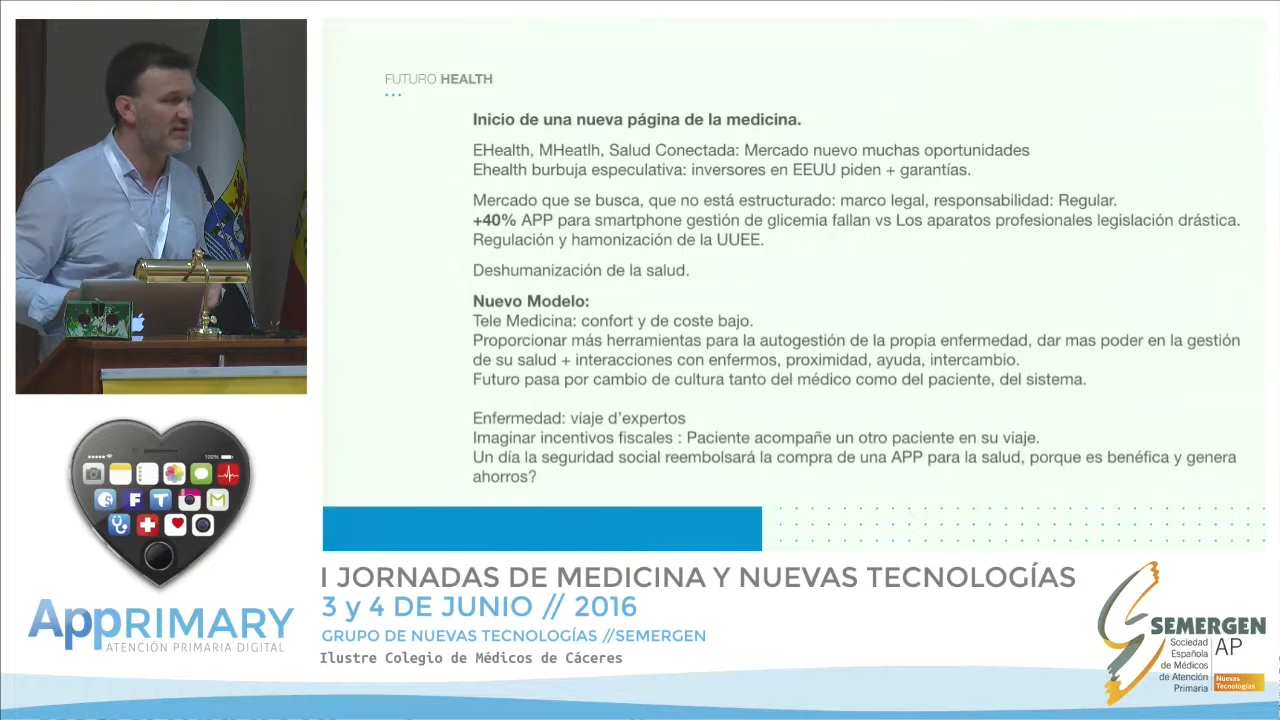 FUTURO HEALTH
Inicio de una nueva página de la medicina.
EHealth, MHeatlh, Salud Conectada: Mercado nuevo muchas oportunidades
Ehealth burbuja especulativa: inversores en EEUU piden + garantías.
Mercado que se busca, que no está estructurado: marco legal, responsabilidad: Regular.
+40% APP para smartphone gestión de glicemia fallan vs Los aparatos profesionales legislación drástica.
Regulación y hamonización de la UUEE.
Deshumanización de la salud.
Nuevo Modelo:
Tele Medicina: confort y de coste bajo.
Proporcionar más herramientas para la autogestión de la propia enfermedad, dar mas poder en la gestión
de su salud + interacciones con enfermos, proximidad, ayuda, intercambio.
Futuro pasa por cambio de cultura tanto del médico como del paciente, del sistema.
Enfermedad: viaje d'expertos
Imaginar incentivos fiscales : Paciente acompañe un otro paciente en su viaje.
Un día la seguridad social reembolsará la compra de una APP para la salud, porque es benéfica y genera
ahorros?
100%
F T M
AppRIMARY
ATENCIÓN PRIMARIA DIGITAL
I JORNADAS DE MEDICINA Y NUEVAS TECNOLOGÍAS
3 y 4 DE JUNIO // 2016
GRUPO DE NUEVAS TECNOLOGÍAS //SEMERGEN
Ilustre Colegio de Médicos de Cáceres
SEMERGEN
Sociedad
Española
de Médicos
de Atención
Primaria
AP
Nuevas
Tecnologías